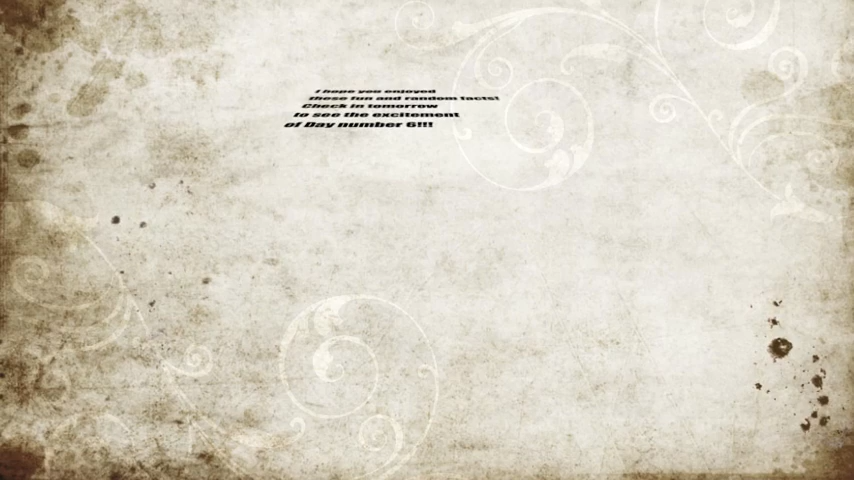 I hope you enjoyed
these fun and random facts!
Check in tomorrow
to see the excitement
of Day number 6!!!